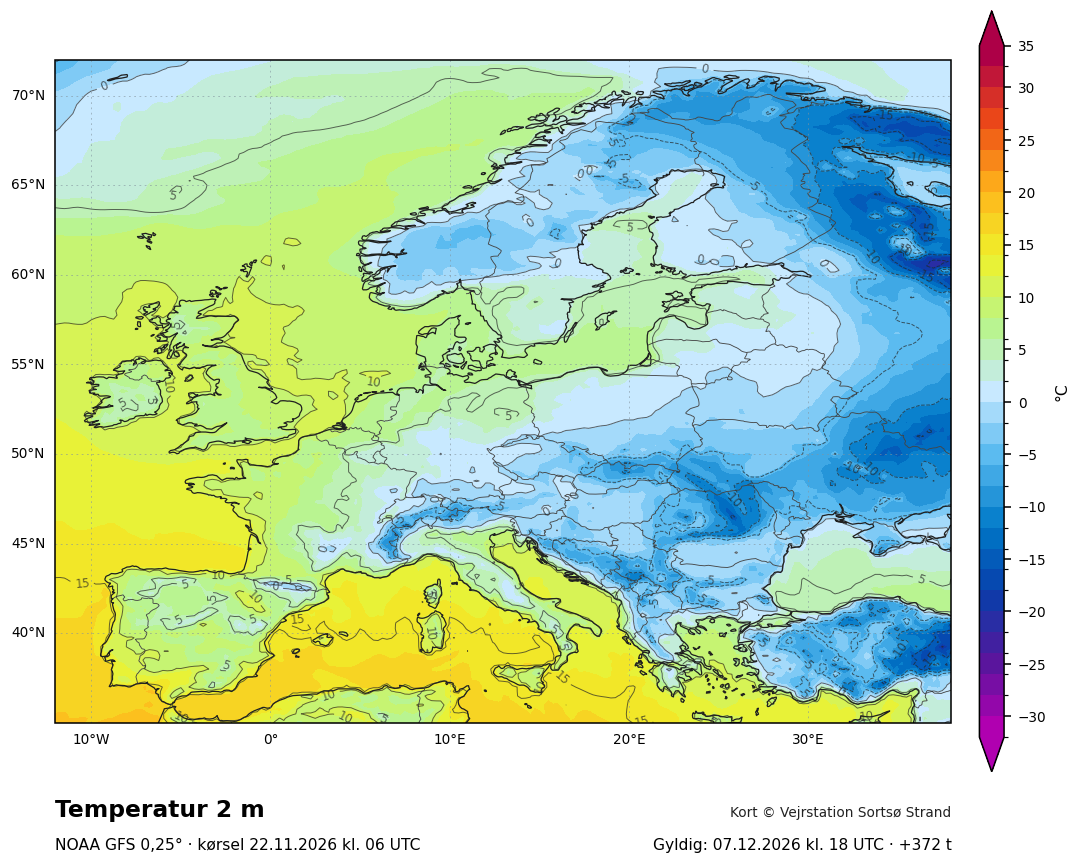 35
30
25
20
15
10
5
0
−5
−10
−15
−20
−25
−30
°C
70°N
65°N
60°N
55°N
50°N
45°N
40°N
10°W
0°
10°E
20°E
30°E
Temperatur 2 m
Kort © Vejrstation Sortsø Strand
NOAA GFS 0,25° · kørsel 22.11.2026 kl. 06 UTC
Gyldig: 07.12.2026 kl. 18 UTC · +372 t